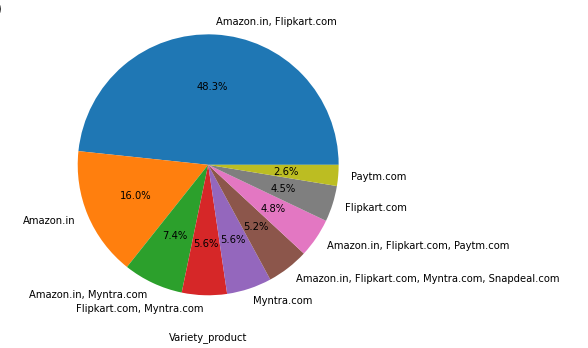 Amazon.in, Flipkart.com
48.3%
Amazon.in
16.0%
Amazon.in, Myntra.com
7.4%
Flipkart.com, Myntra.com
5.6%
Myntra.com
5.6%
Amazon.in, Flipkart.com, Myntra.com, Snapdeal.com
5.2%
Amazon.in, Flipkart.com, Paytm.com
4.8%
Flipkart.com
4.5%
Paytm.com
2.6%
Variety_product